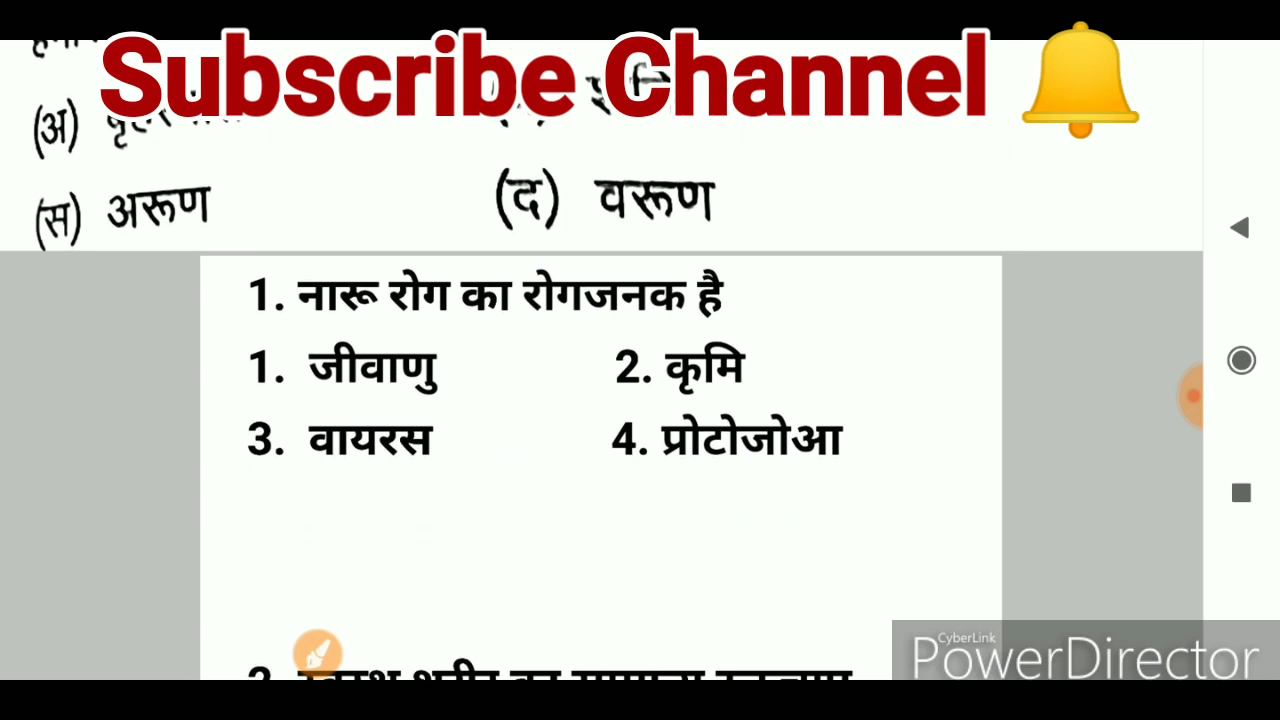 Subscribe Channel
(अ)
(स) अरूण (द) वरूण
1. नारू रोग का रोगजनक है
1. जीवाणु 2. कृमि
3. वायरस 4. प्रोटोजोआ
CyberLink
PowerDirector